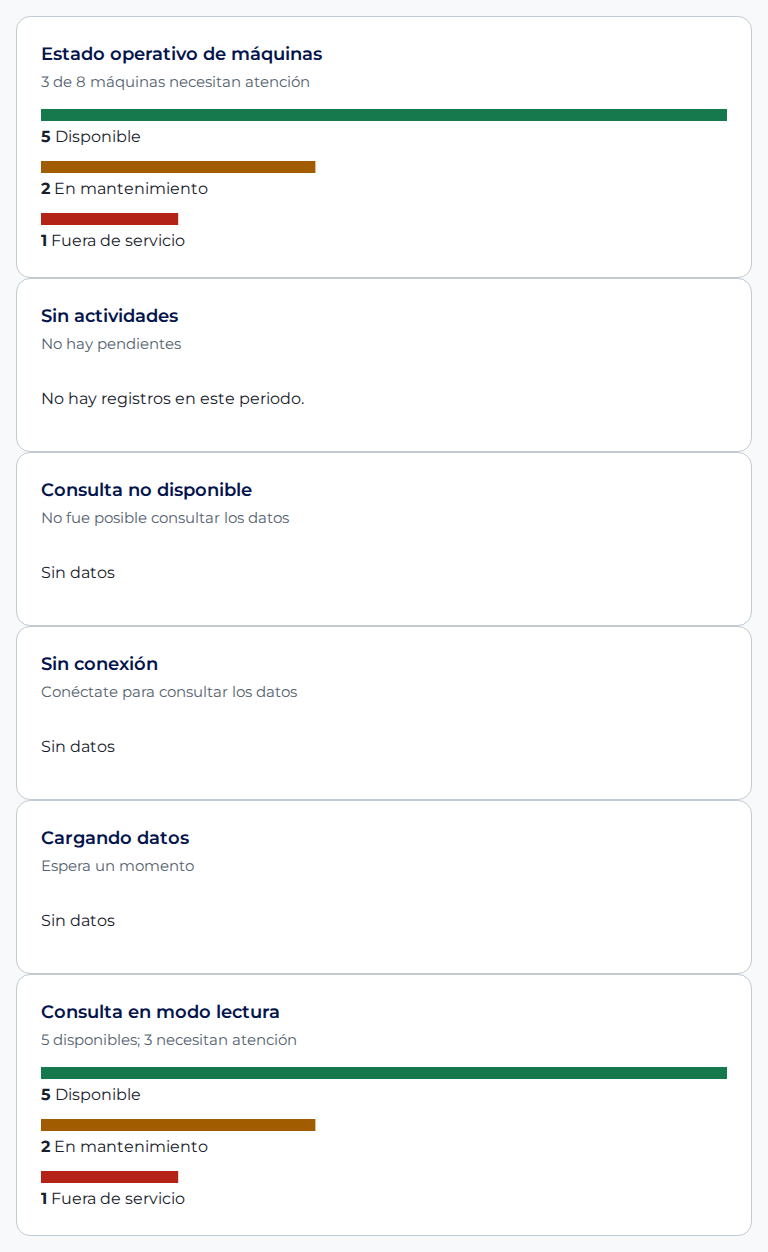 Estado operativo de máquinas
3 de 8 máquinas necesitan atención
5 Disponible
2 En mantenimiento
1 Fuera de servicio
Sin actividades
No hay pendientes
No hay registros en este periodo.
Consulta no disponible
No fue posible consultar los datos
Sin datos
Sin conexión
Conéctate para consultar los datos
Sin datos
Cargando datos
Espera un momento
Sin datos
Consulta en modo lectura
5 disponibles; 3 necesitan atención
5 Disponible
2 En mantenimiento
1 Fuera de servicio